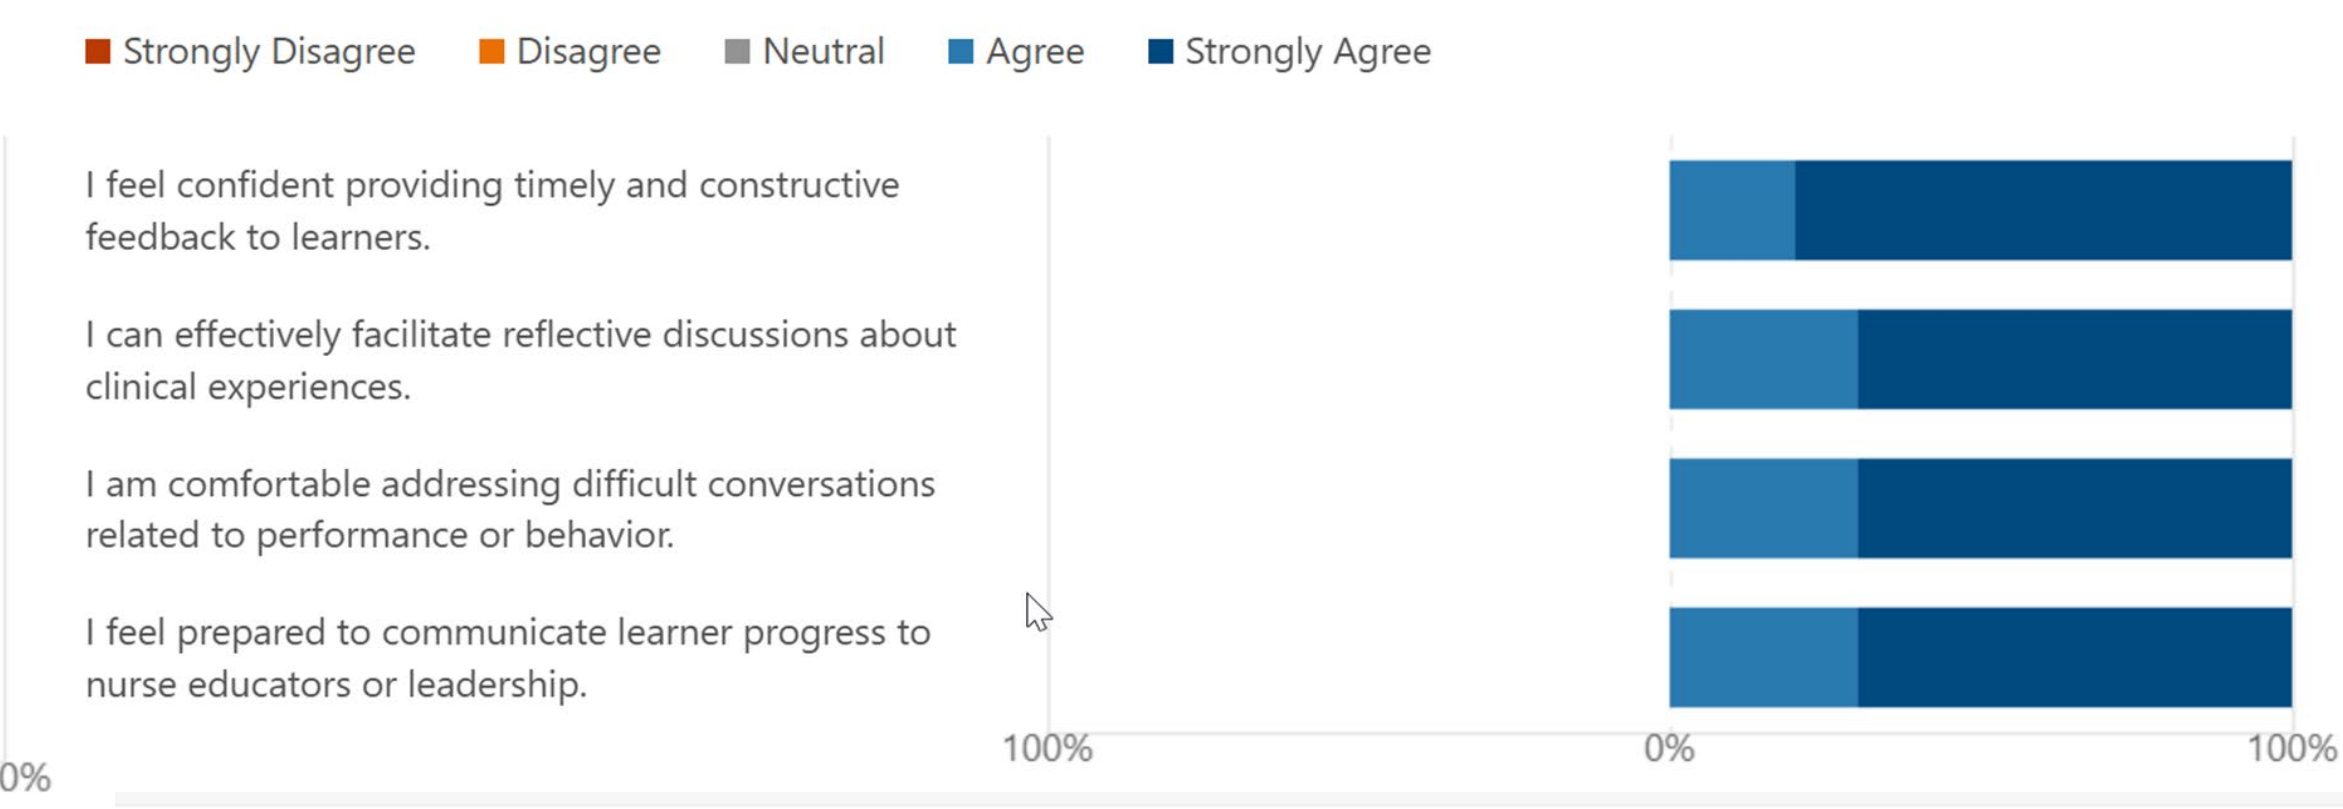 Strongly Disagree Disagree Neutral Agree Strongly Agree
I feel confident providing timely and constructive
feedback to learners.
I can effectively facilitate reflective discussions about
clinical experiences.
I am comfortable addressing difficult conversations
related to performance or behavior.
I feel prepared to communicate learner progress to
nurse educators or leadership.
100% 0% 100%
0%